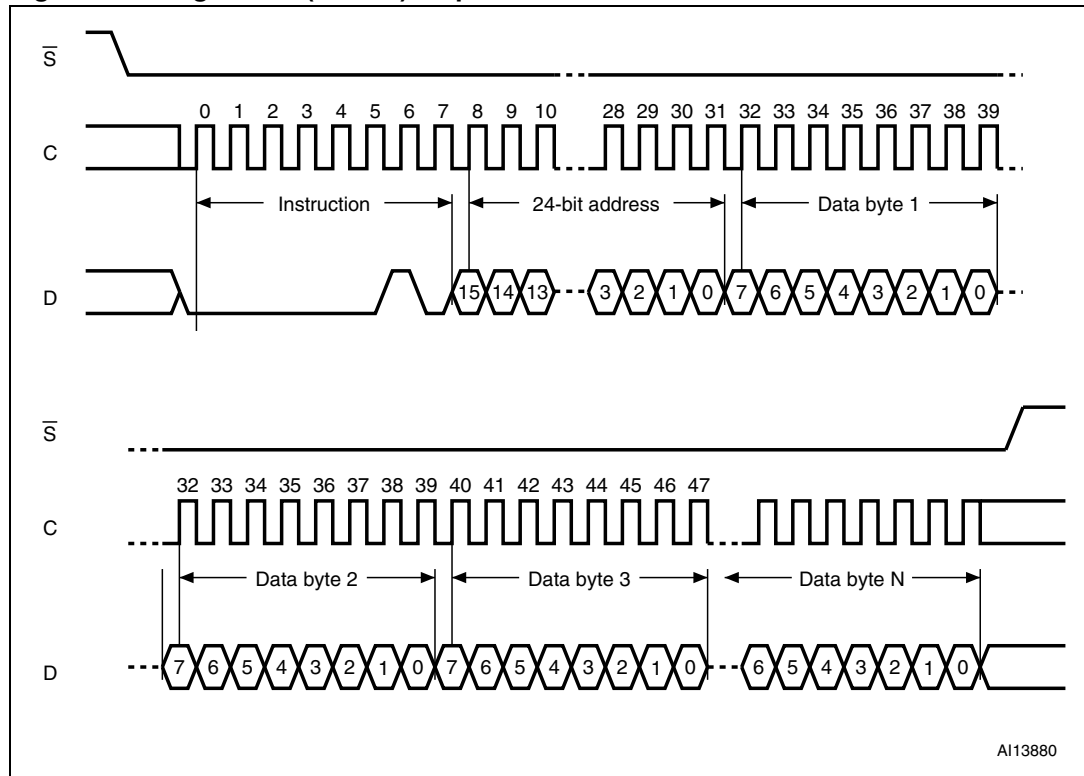 S
0 1 2 3 4 5 6 7 8 9 10 28 29 30 31 32 33 34 35 36 37 38 39
C
Instruction 24-bit address Data byte 1
D 15 14 13 3 2 1 0 7 6 5 4 3 2 1 0
S
32 33 34 35 36 37 38 39 40 41 42 43 44 45 46 47
C
Data byte 2 Data byte 3 Data byte N
D 7 6 5 4 3 2 1 0 7 6 5 4 3 2 1 0 6 5 4 3 2 1 0
AI13880